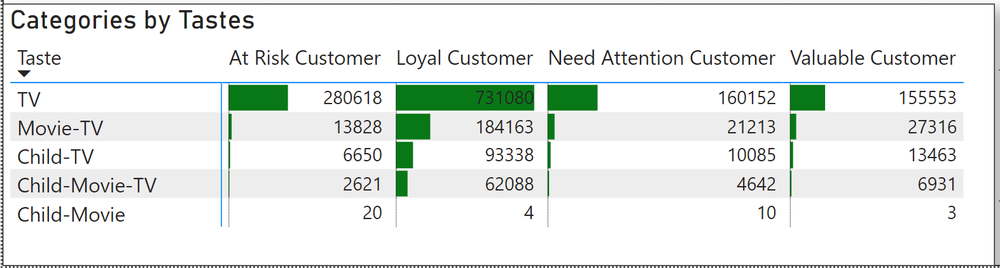 Categories by Tastes
Taste At Risk Customer Loyal Customer Need Attention Customer Valuable Customer
TV 280618 731080 160152 155553
Movie-TV 13828 184163 21213 27316
Child-TV 6650 93338 10085 13463
Child-Movie-TV 2621 62088 4642 6931
Child-Movie 20 4 10 3